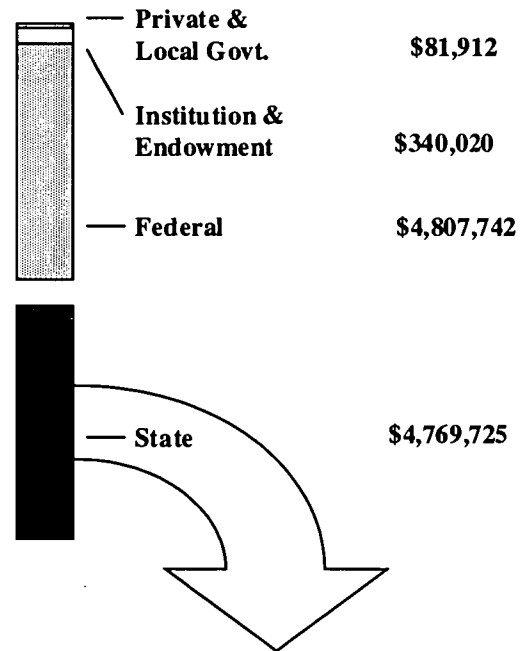 Private &
Local Govt. $81,912
Institution &
Endowment $340,020
Federal $4,807,742
State $4,769,725